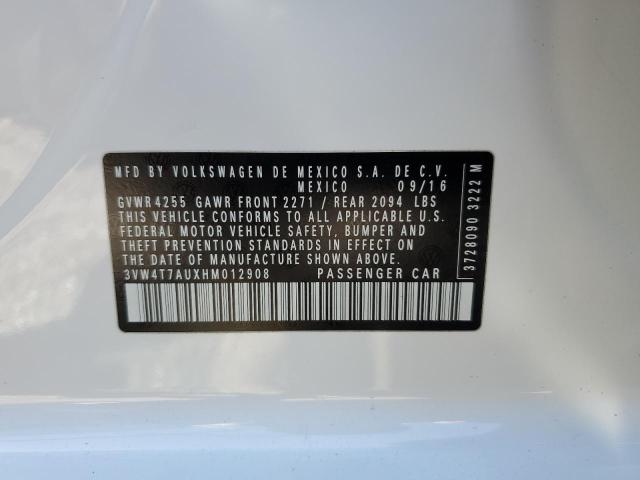 MFD BY VOLKSWAGEN DE MEXICO S.A. DE C.V.
MEXICO 09/16
GVWR 4255 GAWR FRONT 2271 / REAR 2094 LBS
THIS VEHICLE CONFORMS TO ALL APPLICABLE U.S.
FEDERAL MOTOR VEHICLE SAFETY, BUMPER AND
THEFT PREVENTION STANDARDS IN EFFECT ON
THE DATE OF MANUFACTURE SHOWN ABOVE
3VW4T7AUXHM012908 PASSENGER CAR
3728090 3222 M